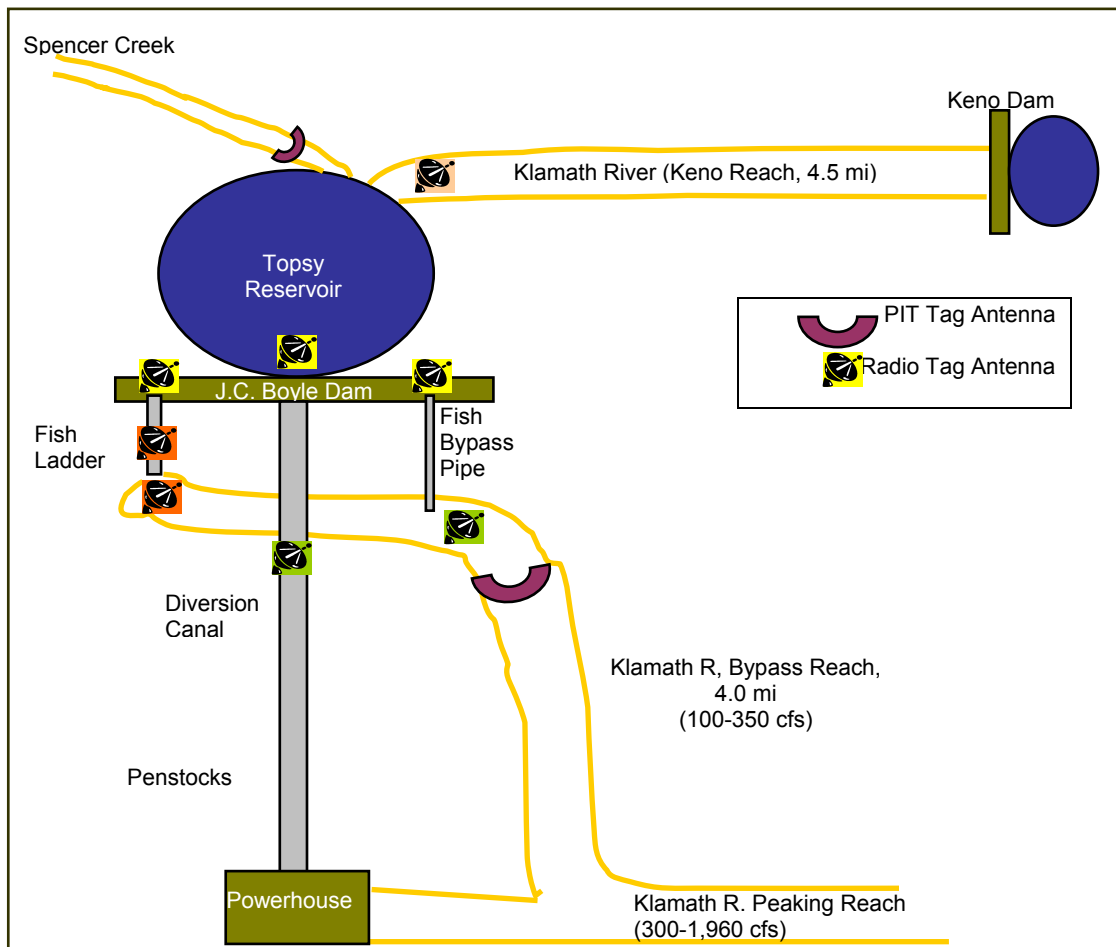 Spencer Creek
Keno Dam
Klamath River (Keno Reach, 4.5 mi)
Topsy
Reservoir
PIT Tag Antenna
Radio Tag Antenna
J.C. Boyle Dam
Fish
Ladder
Fish
Bypass
Pipe
Diversion
Canal
Klamath R, Bypass Reach,
4.0 mi
(100-350 cfs)
Penstocks
Powerhouse
Klamath R. Peaking Reach
(300-1,960 cfs)